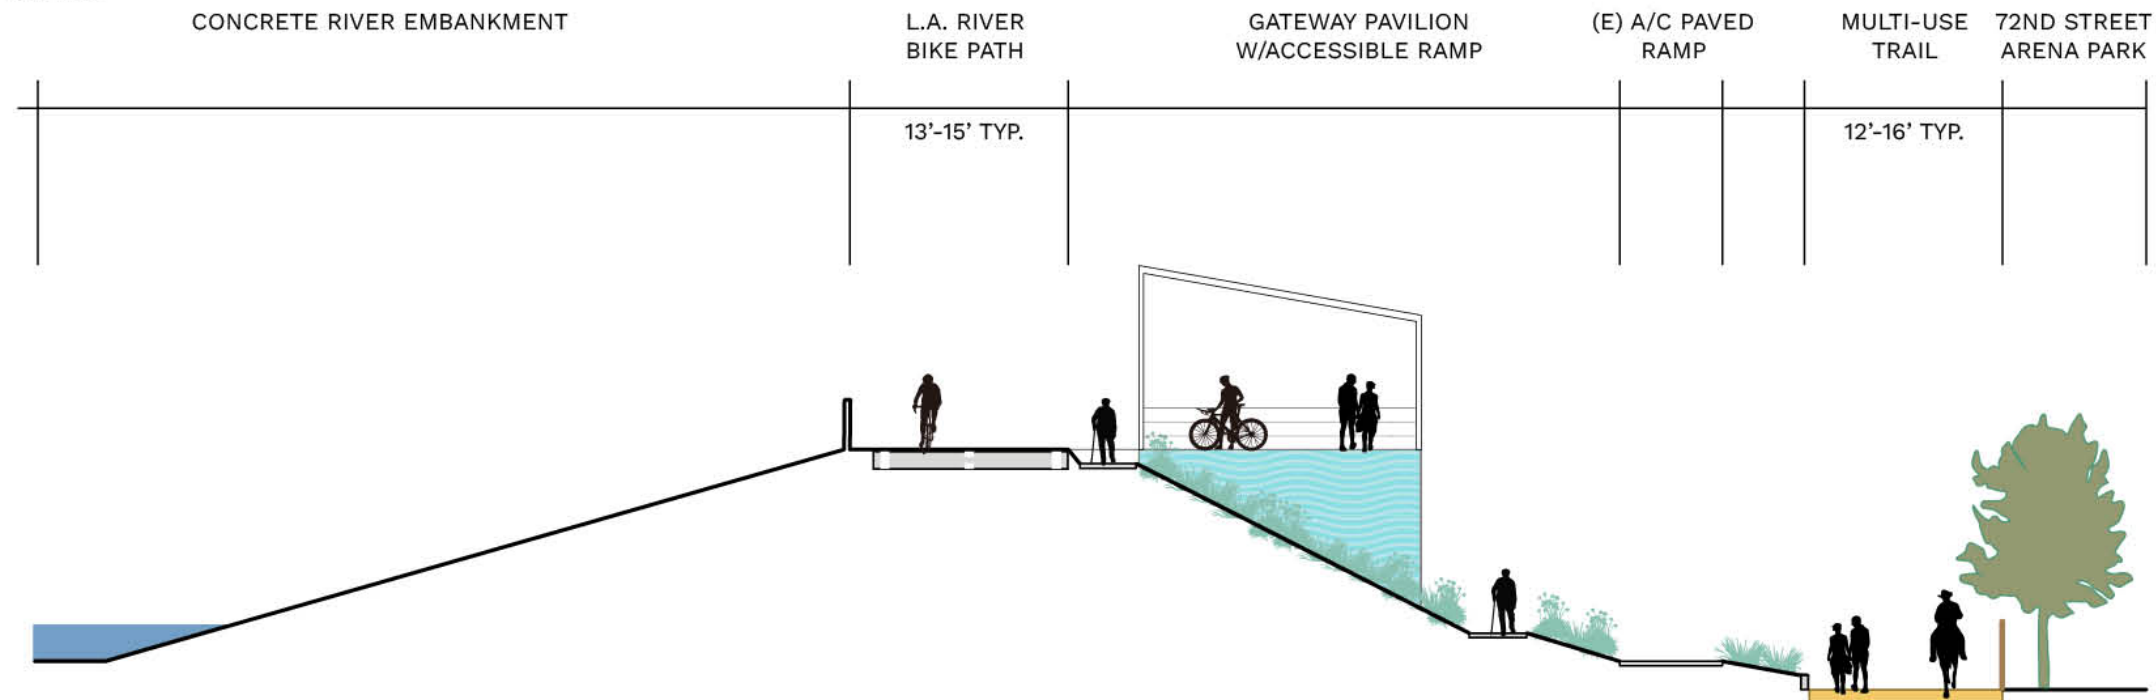 CONCRETE RIVER EMBANKMENT
L.A. RIVER
BIKE PATH
GATEWAY PAVILION
W/ACCESSIBLE RAMP
(E) A/C PAVED
RAMP
MULTI-USE
TRAIL
72ND STREET
ARENA PARK
13’-15’ TYP.
12’-16’ TYP.